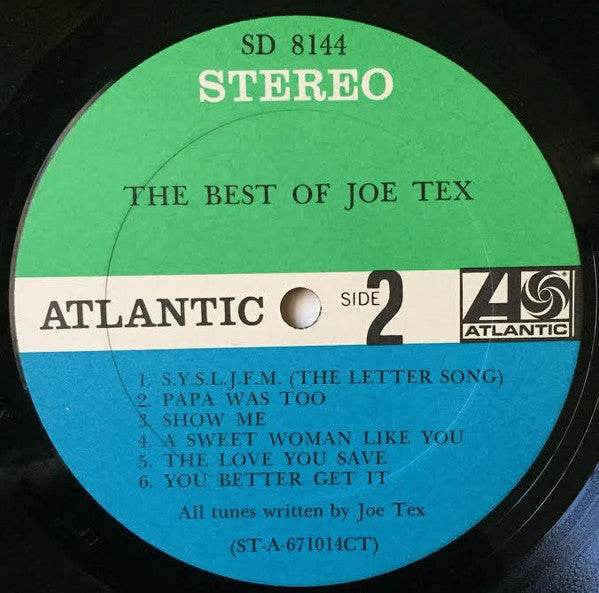 SD 8144
STEREO
THE BEST OF JOE TEX
ATLANTIC SIDE 2 ATLANTIC
1. S.Y.S.L.J.F.M. (THE LETTER SONG)
2. PAPA WAS TOO
3. SHOW ME
4. A SWEET WOMAN LIKE YOU
5. THE LOVE YOU SAVE
6. YOU BETTER GET IT
All tunes written by Joe Tex
(ST-A-671014CT)